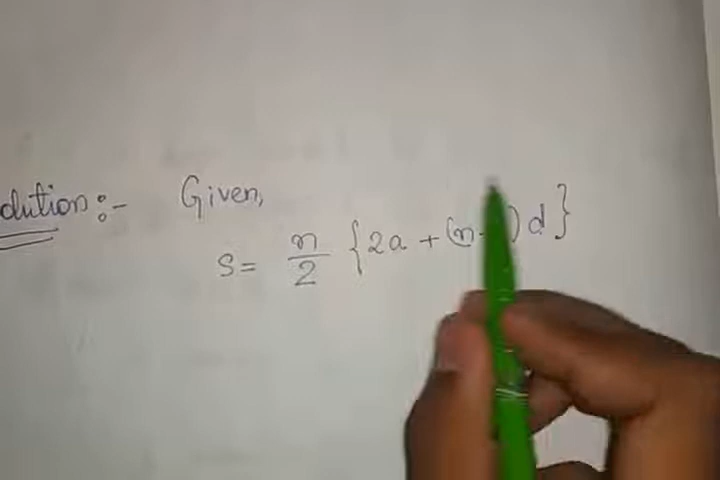 dution:- Given,
S = n/2 {2a + (n- ) d}